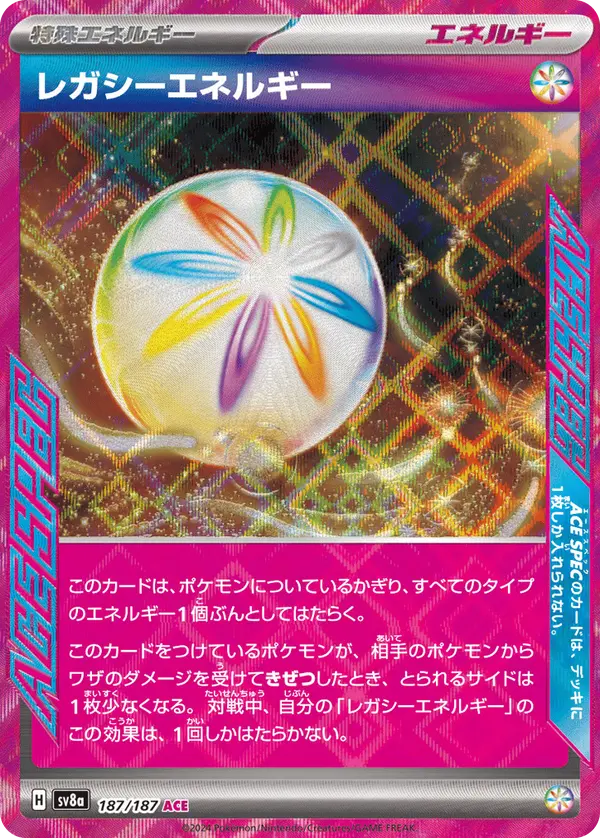 特殊エネルギー
エネルギー
レガシーエネルギー
ACE SPEC
ACE SPEC
ACE SPECのカードは、デッキに
1枚しか入れられない。
このカードは、ポケモンについているかぎり、すべてのタイプ
のエネルギー1個ぶんとしてはたらく。
このカードをつけているポケモンが、相手のポケモンから
ワザのダメージを受けてきぜつしたとき、とられるサイドは
1枚少なくなる。対戦中、自分の「レガシーエネルギー」の
この効果は、1回しかはたらかない。
H sv8a 187/187 ACE
©2024 Pokémon/Nintendo/Creatures/GAME FREAK